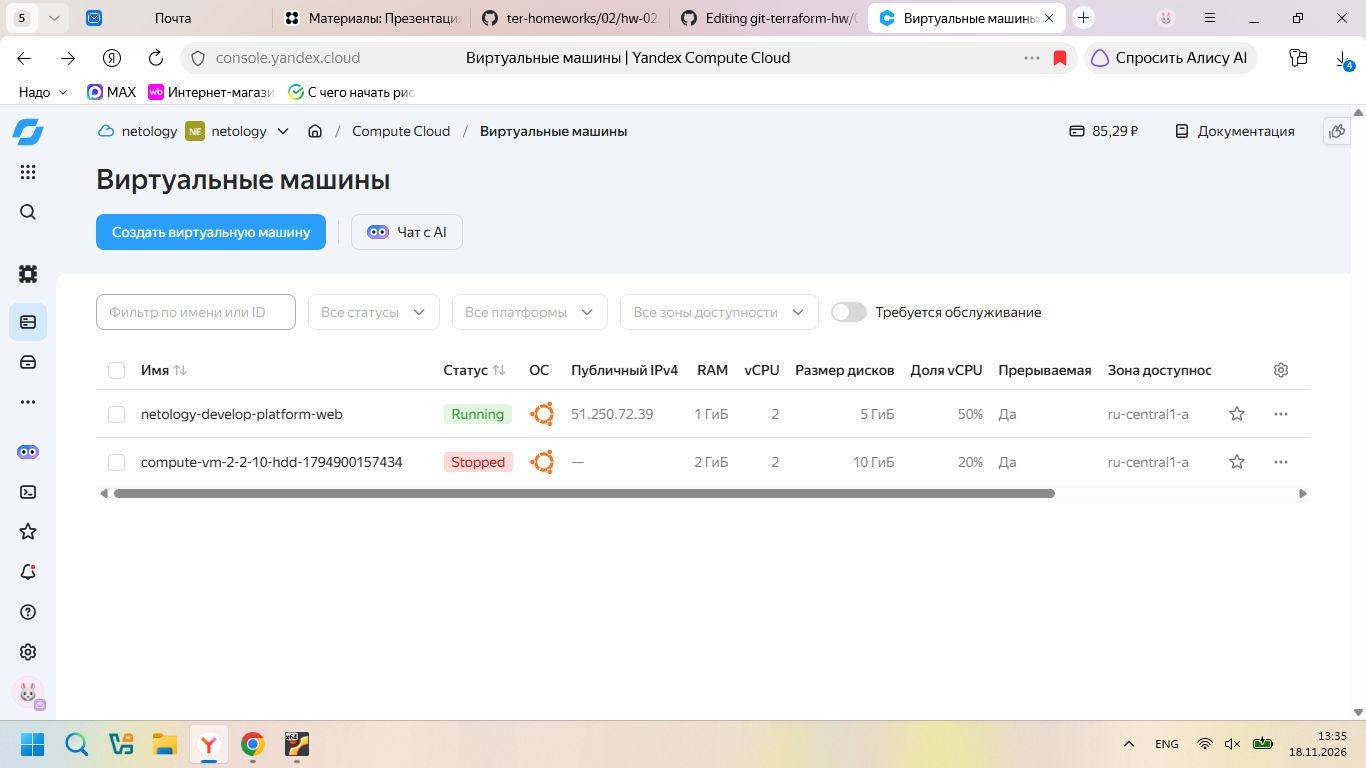 5
Почта
Материалы: Презентаци
ter-homeworks/02/hw-02.
Editing git-terraform-hw/0
Виртуальные машины
console.yandex.cloud
Виртуальные машины | Yandex Compute Cloud
Спросить Алису AI
4
Надо
MAX
wb Интернет-магази
С чего начать рис
netology
NE netology
/ Compute Cloud / Виртуальные машины
85,29 ₽
Документация
Виртуальные машины
Создать виртуальную машину
Чат с AI
Фильтр по имени или ID
Все статусы
Все платформы
Все зоны доступности
Требуется обслуживание
Имя Статус ОС Публичный IPv4 RAM vCPU Размер дисков Доля vCPU Прерываемая Зона доступнос
netology-develop-platform-web Running 51.250.72.39 1 ГиБ 2 5 ГиБ 50% Да ru-central1-a
compute-vm-2-2-10-hdd-1794900157434 Stopped — 2 ГиБ 2 10 ГиБ 20% Да ru-central1-a
ENG
13:35
18.11.2026